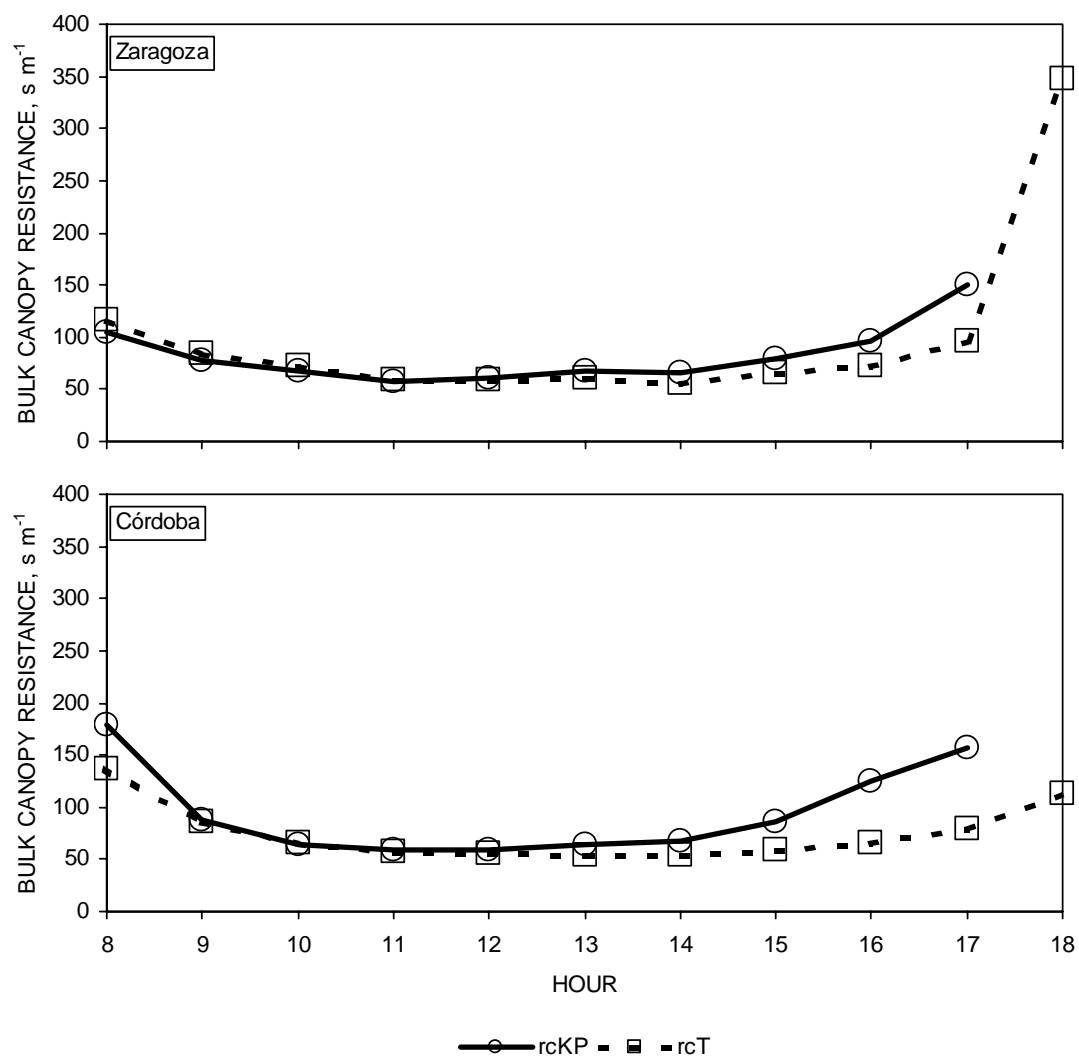 400
350
300
250
200
150
100
50
0
BULK CANOPY RESISTANCE, s m⁻¹
Zaragoza
400
350
300
250
200
150
100
50
0
BULK CANOPY RESISTANCE, s m⁻¹
Córdoba
8 9 10 11 12 13 14 15 16 17 18
HOUR
rcKP rcT